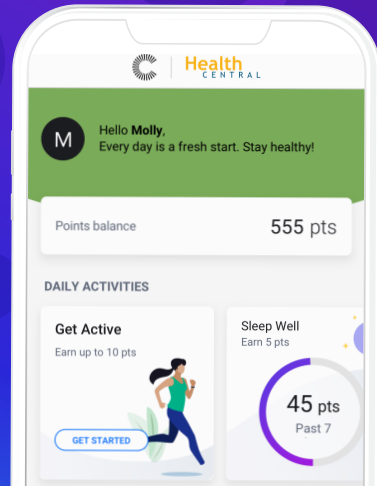 Health
CENTRAL
M
Hello Molly,
Every day is a fresh start. Stay healthy!
Points balance
555 pts
DAILY ACTIVITIES
Get Active
Earn up to 10 pts
GET STARTED
Sleep Well
Earn 5 pts
45 pts
Past 7